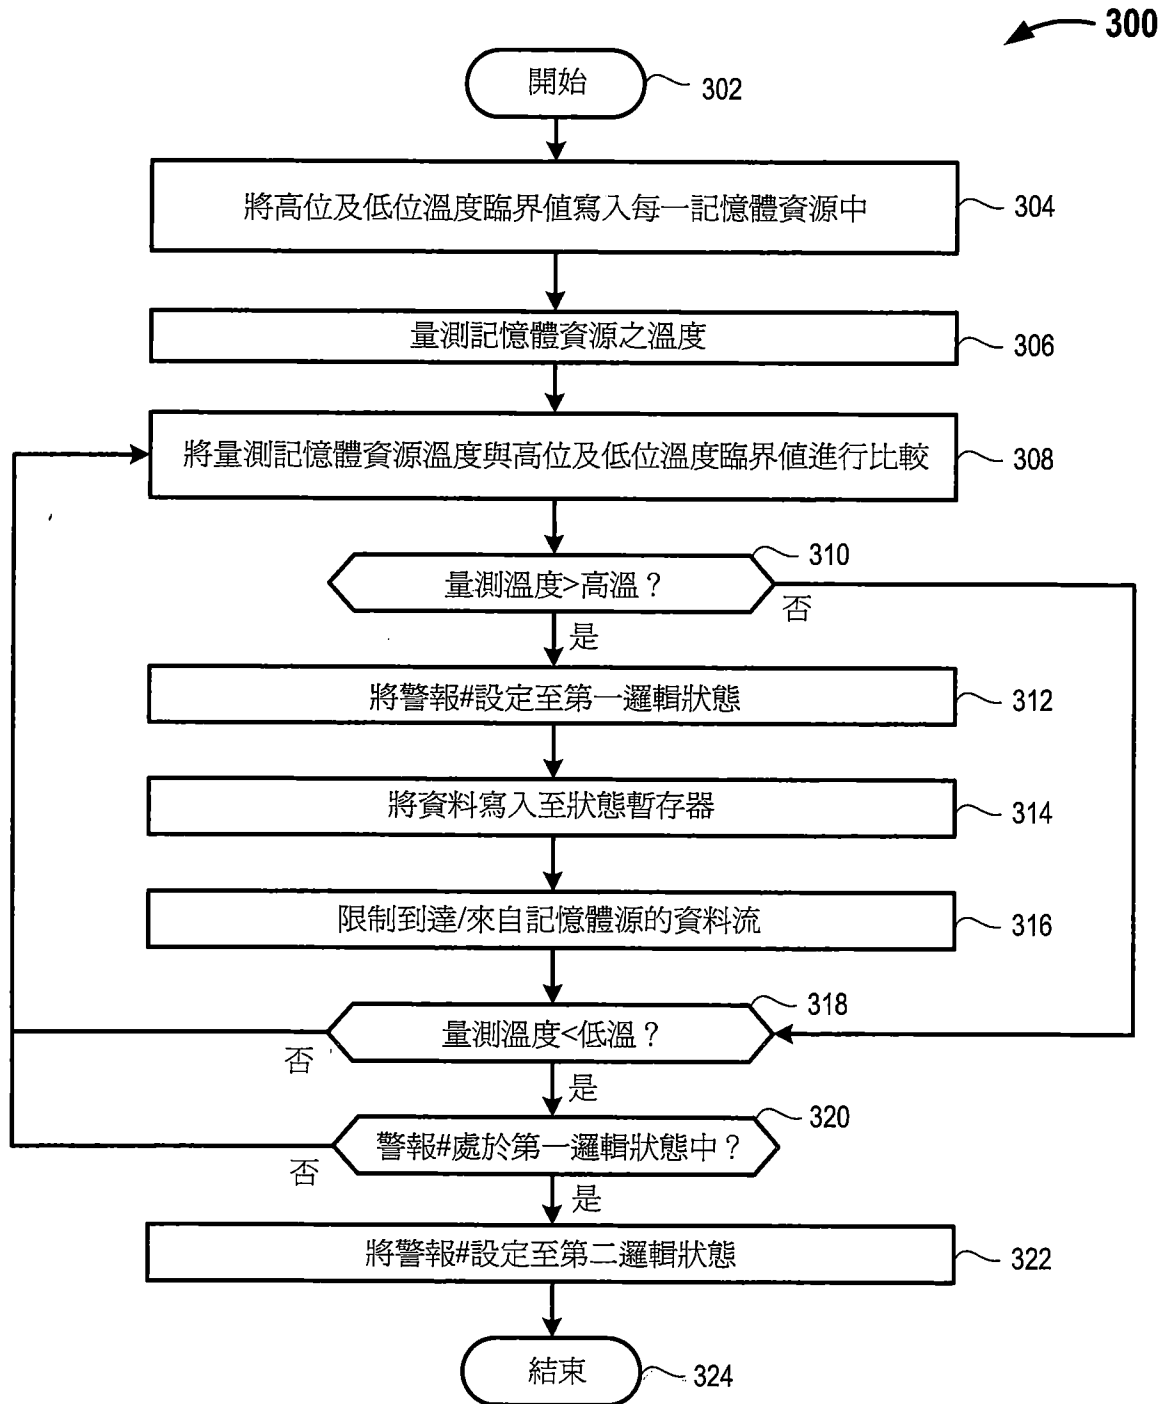 300
開始
302
將高位及低位溫度臨界值寫入每一記憶體資源中
304
量測記憶體資源之溫度
306
將量測記憶體資源溫度與高位及低位溫度臨界值進行比較
308
量測溫度>高溫？
310
否
是
將警報#設定至第一邏輯狀態
312
將資料寫入至狀態暫存器
314
限制到達/來自記憶體源的資料流
316
量測溫度<低溫？
318
否
是
警報#處於第一邏輯狀態中？
320
否
是
將警報#設定至第二邏輯狀態
322
結束
324